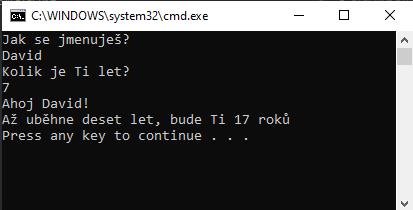 C:\WINDOWS\system32\cmd.exe
Jak se jmenuješ?
David
Kolik je Ti let?
7
Ahoj David!
Až uběhne deset let, bude Ti 17 roků
Press any key to continue . . .